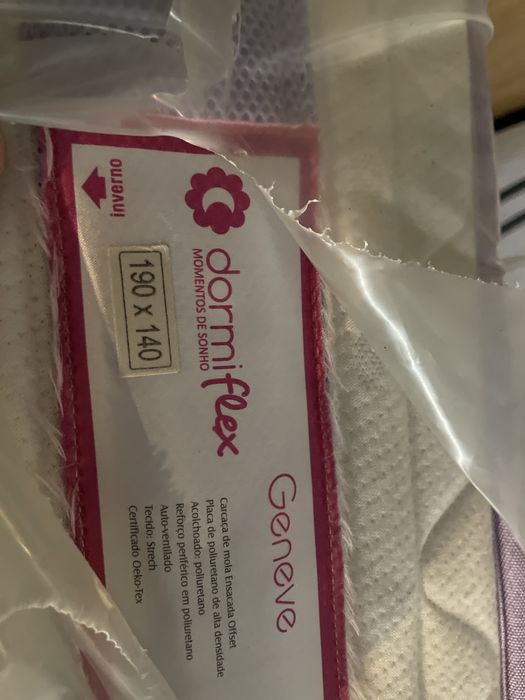 inverno
dormiflex
MOMENTOS DE SONHO
190 x 140
Geneve
Carcaça de mola Ensacada Offset
Placa de poliuretano de alta densidade
Acolchoado: poliuretano
Reforço periférico em poliuretano
Auto-ventilado
Tecido: Strech
Certificado Oeko-Tex